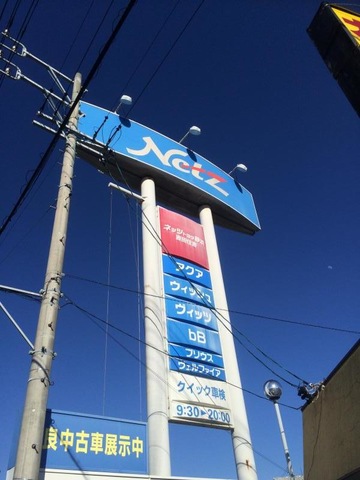 Netz
アクア
ウィッシュ
ヴィッツ
bB
プリウス
ヴェルファイア
クイック車検
9:30▶20:00
良中古車展示中